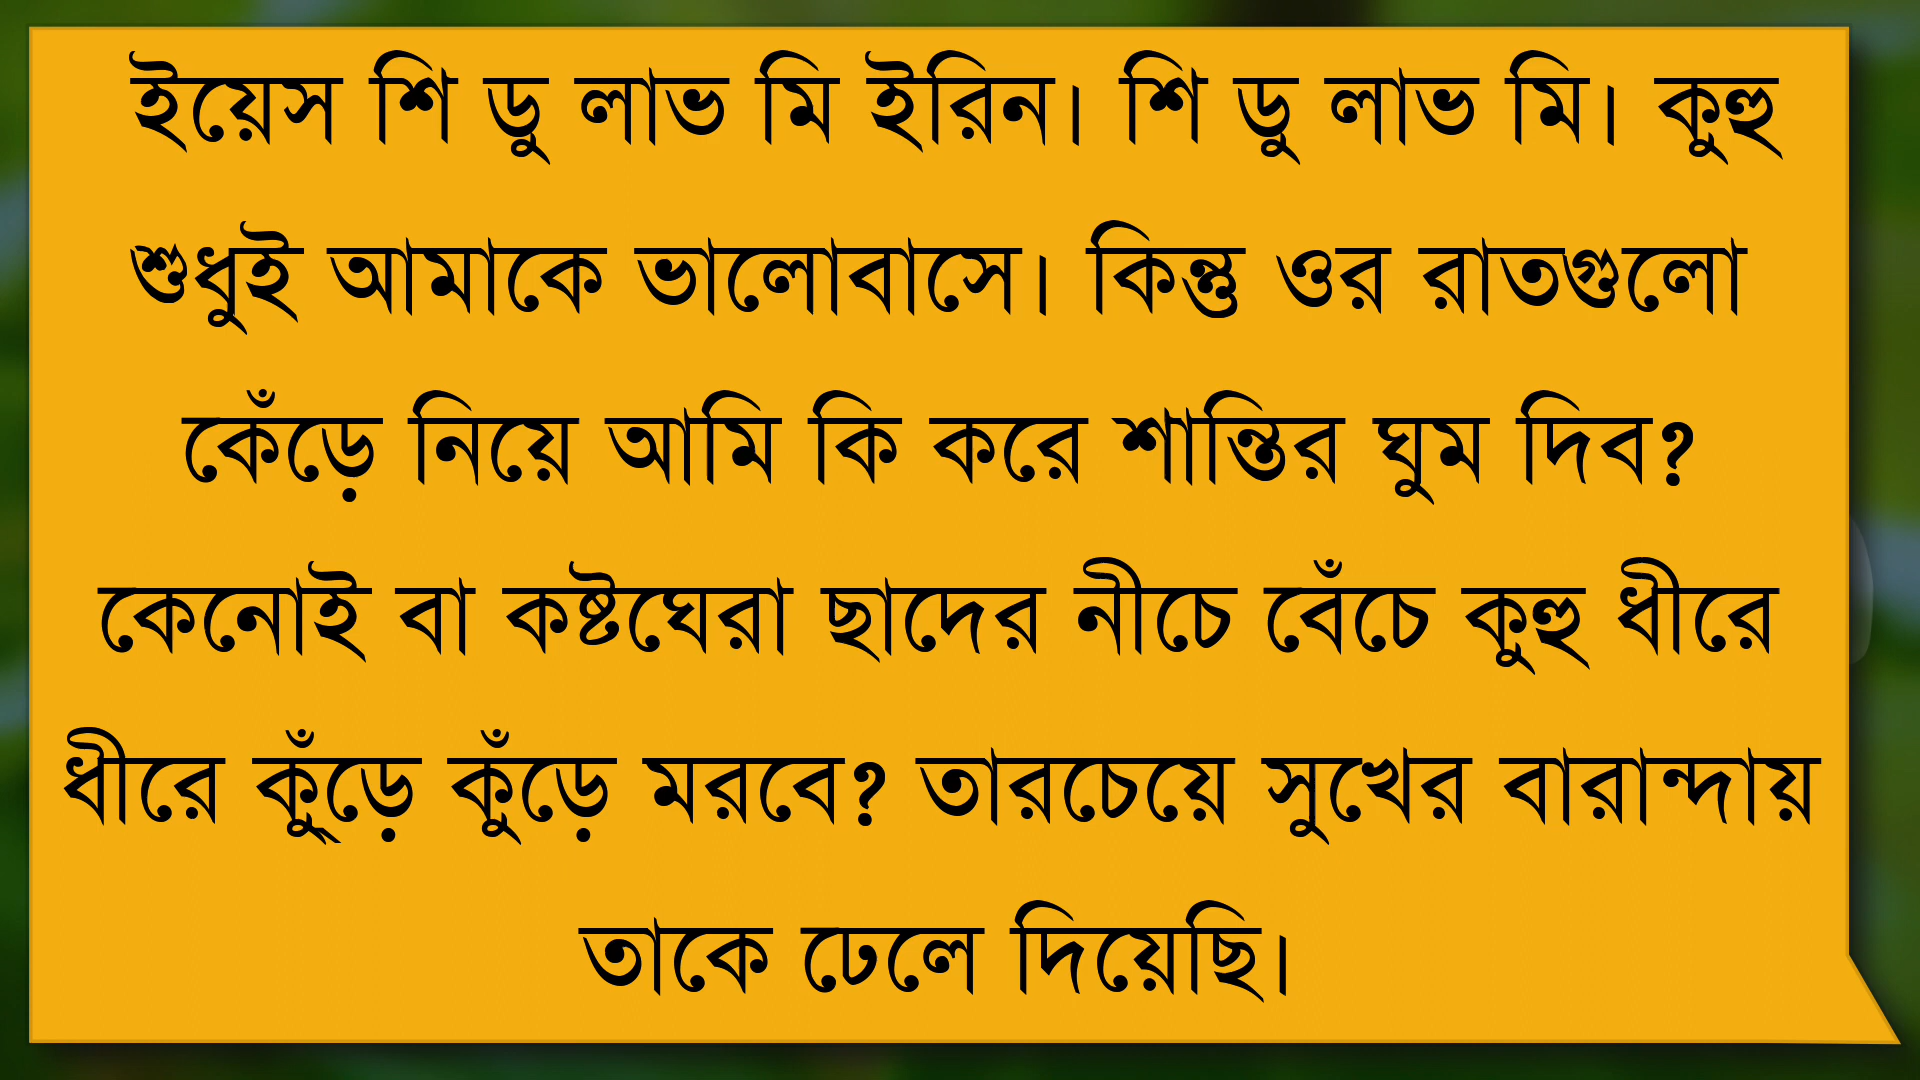 ইয়েস শি ডু লাভ মি ইরিন। শি ডু লাভ মি। কুহু
শুধুই আমাকে ভালোবাসে। কিন্তু ওর রাতগুলো
কেঁড়ে নিয়ে আমি কি করে শান্তির ঘুম দিব?
কেনোই বা কষ্টঘেরা ছাদের নীচে বেঁচে কুহু ধীরে
ধীরে কুঁড়ে কুঁড়ে মরবে? তারচেয়ে সুখের বারান্দায়
তাকে ঢেলে দিয়েছি।